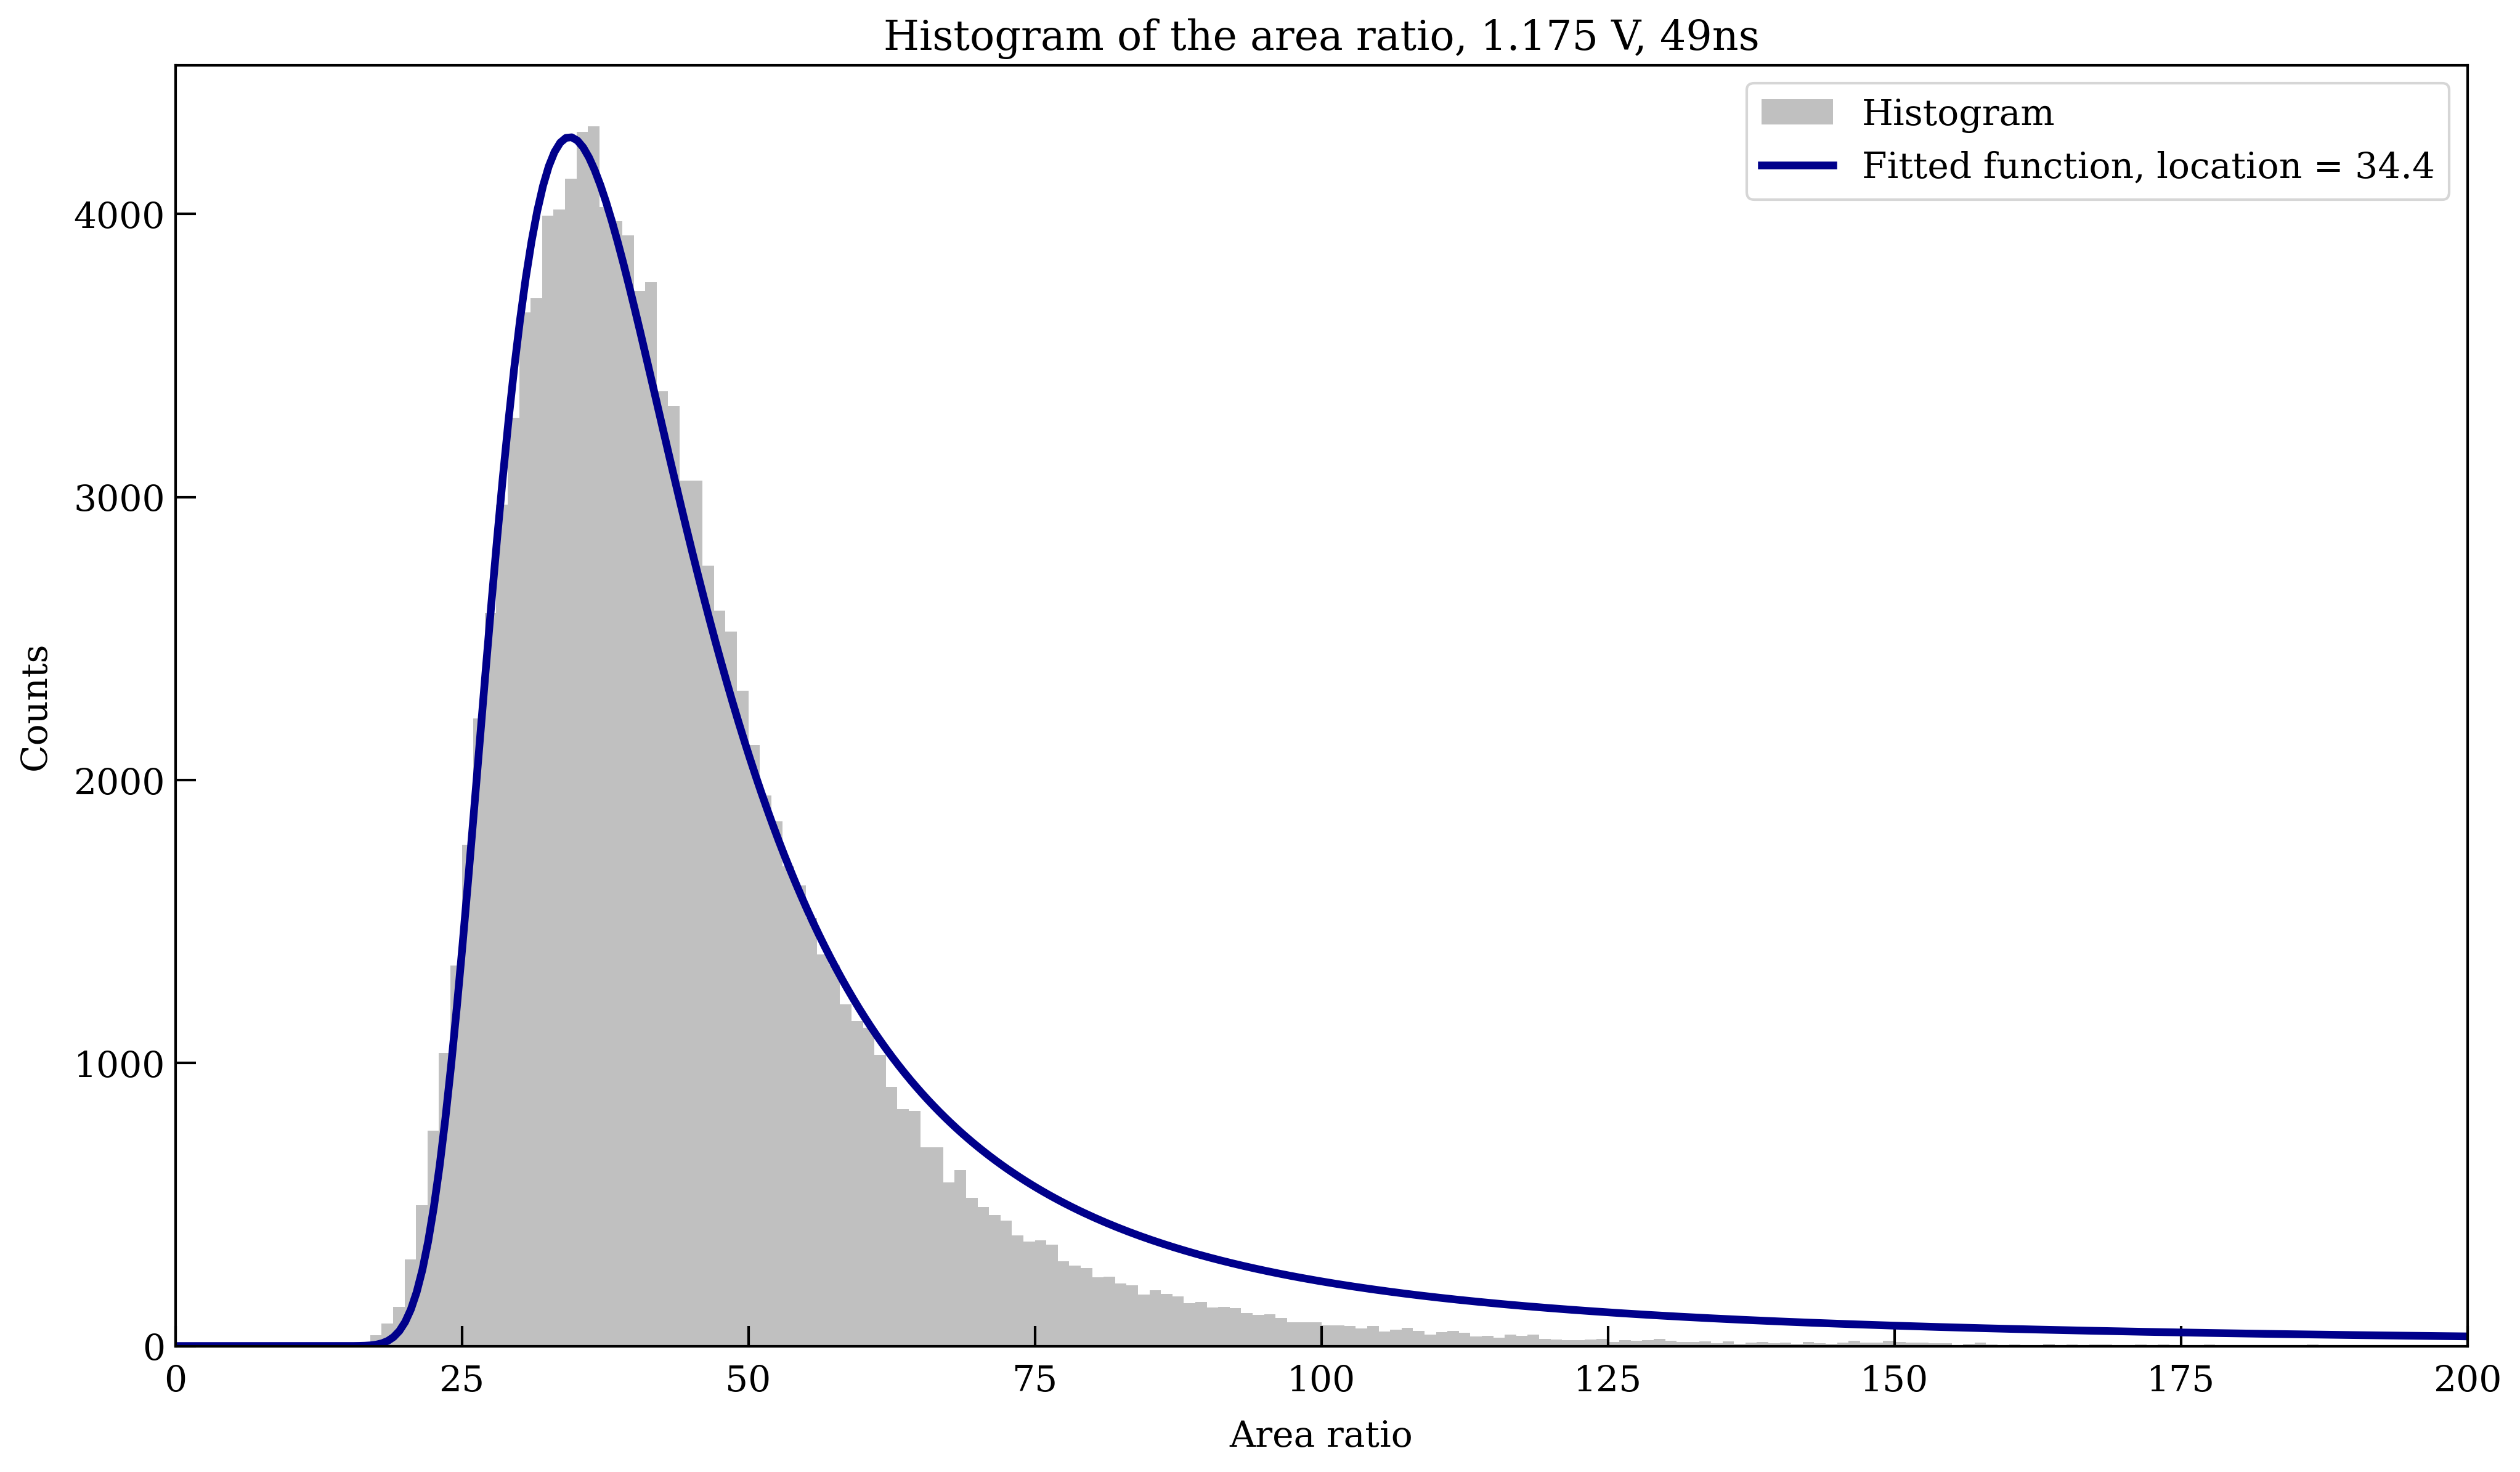 Histogram of the area ratio, 1.175 V, 49ns
Histogram
Fitted function, location = 34.4
Counts
4000
3000
2000
1000
0
0 25 50 75 100 125 150 175 200
Area ratio